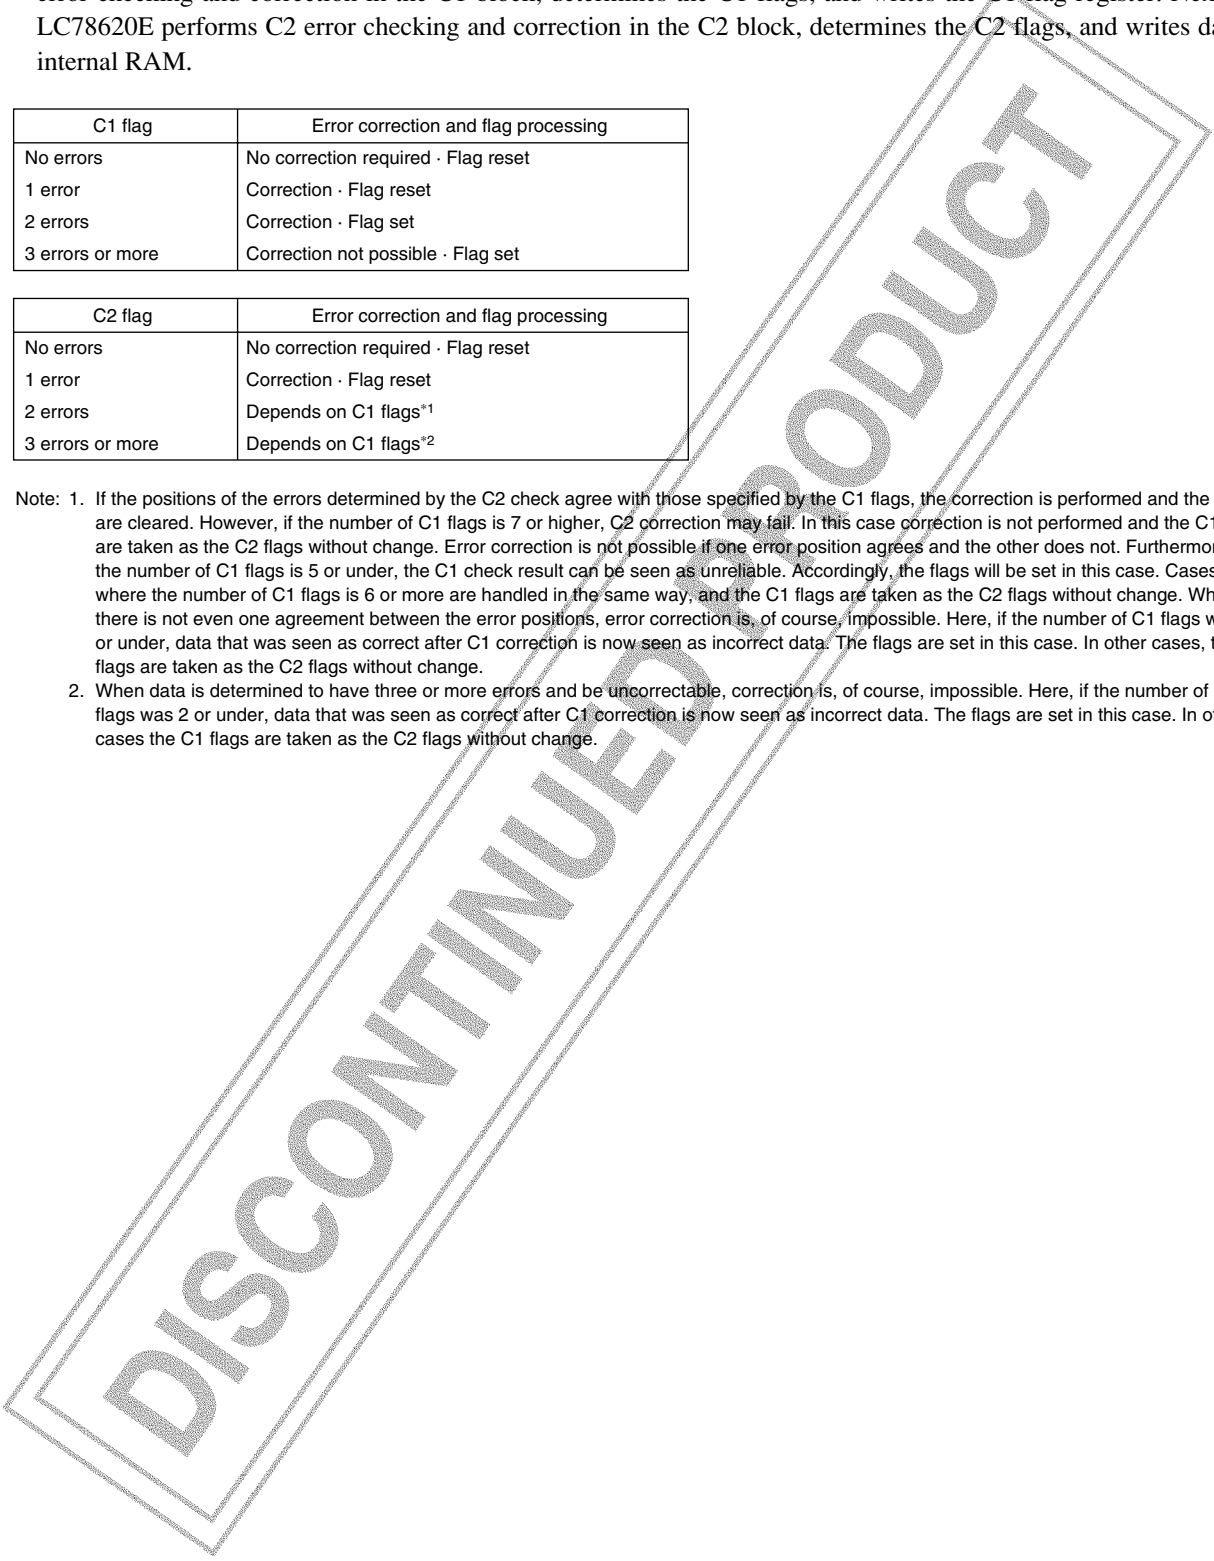 LC78620E performs C2 error checking and correction in the C2 block, determines the C2 flags, and writes da
internal RAM.
C1 flag Error correction and flag processing
No errors No correction required · Flag reset
1 error Correction · Flag reset
2 errors Correction · Flag set
3 errors or more Correction not possible · Flag set
C2 flag Error correction and flag processing
No errors No correction required · Flag reset
1 error Correction · Flag reset
2 errors Depends on C1 flags*1
3 errors or more Depends on C1 flags*2
Note: 1. If the positions of the errors determined by the C2 check agree with those specified by the C1 flags, the correction is performed and the
are cleared. However, if the number of C1 flags is 7 or higher, C2 correction may fail. In this case correction is not performed and the C1
are taken as the C2 flags without change. Error correction is not possible if one error position agrees and the other does not. Furthermor
the number of C1 flags is 5 or under, the C1 check result can be seen as unreliable. Accordingly, the flags will be set in this case. Cases
where the number of C1 flags is 6 or more are handled in the same way, and the C1 flags are taken as the C2 flags without change. Wh
there is not even one agreement between the error positions, error correction is, of course, impossible. Here, if the number of C1 flags w
or under, data that was seen as correct after C1 correction is now seen as incorrect data. The flags are set in this case. In other cases, t
flags are taken as the C2 flags without change.
2. When data is determined to have three or more errors and be uncorrectable, correction is, of course, impossible. Here, if the number of
flags was 2 or under, data that was seen as correct after C1 correction is now seen as incorrect data. The flags are set in this case. In o
cases the C1 flags are taken as the C2 flags without change.
DISCONTINUED PRODUCT